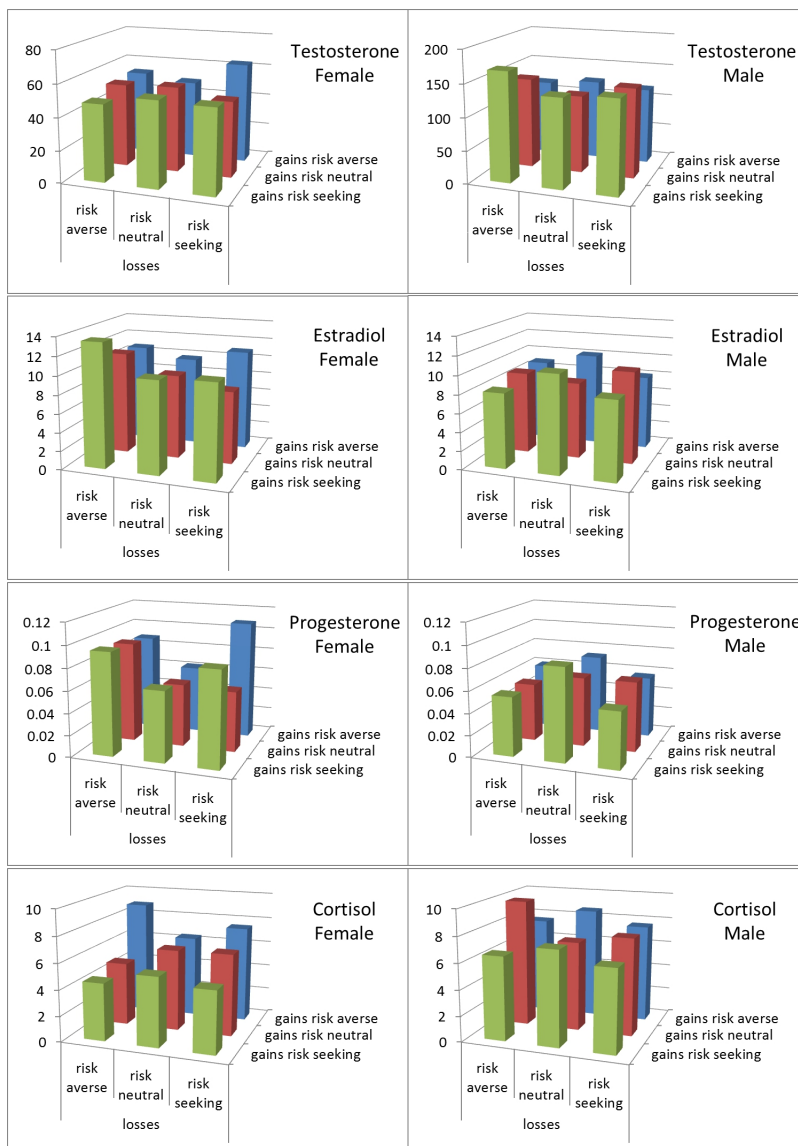 80
60
40
20
0
Testosterone
Female
gains risk averse
gains risk neutral
gains risk seeking
risk
averse
risk
neutral
risk
seeking
losses
200
150
100
50
0
Testosterone
Male
gains risk averse
gains risk neutral
gains risk seeking
risk
averse
risk
neutral
risk
seeking
losses
14
12
10
8
6
4
2
0
Estradiol
Female
gains risk averse
gains risk neutral
gains risk seeking
risk
averse
risk
neutral
risk
seeking
losses
14
12
10
8
6
4
2
0
Estradiol
Male
gains risk averse
gains risk neutral
gains risk seeking
risk
averse
risk
neutral
risk
seeking
losses
0.12
0.1
0.08
0.06
0.04
0.02
0
Progesterone
Female
gains risk averse
gains risk neutral
gains risk seeking
risk
averse
risk
neutral
risk
seeking
losses
0.12
0.1
0.08
0.06
0.04
0.02
0
Progesterone
Male
gains risk averse
gains risk neutral
gains risk seeking
risk
averse
risk
neutral
risk
seeking
losses
10
8
6
4
2
0
Cortisol
Female
gains risk averse
gains risk neutral
gains risk seeking
risk
averse
risk
neutral
risk
seeking
losses
10
8
6
4
2
0
Cortisol
Male
gains risk averse
gains risk neutral
gains risk seeking
risk
averse
risk
neutral
risk
seeking
losses